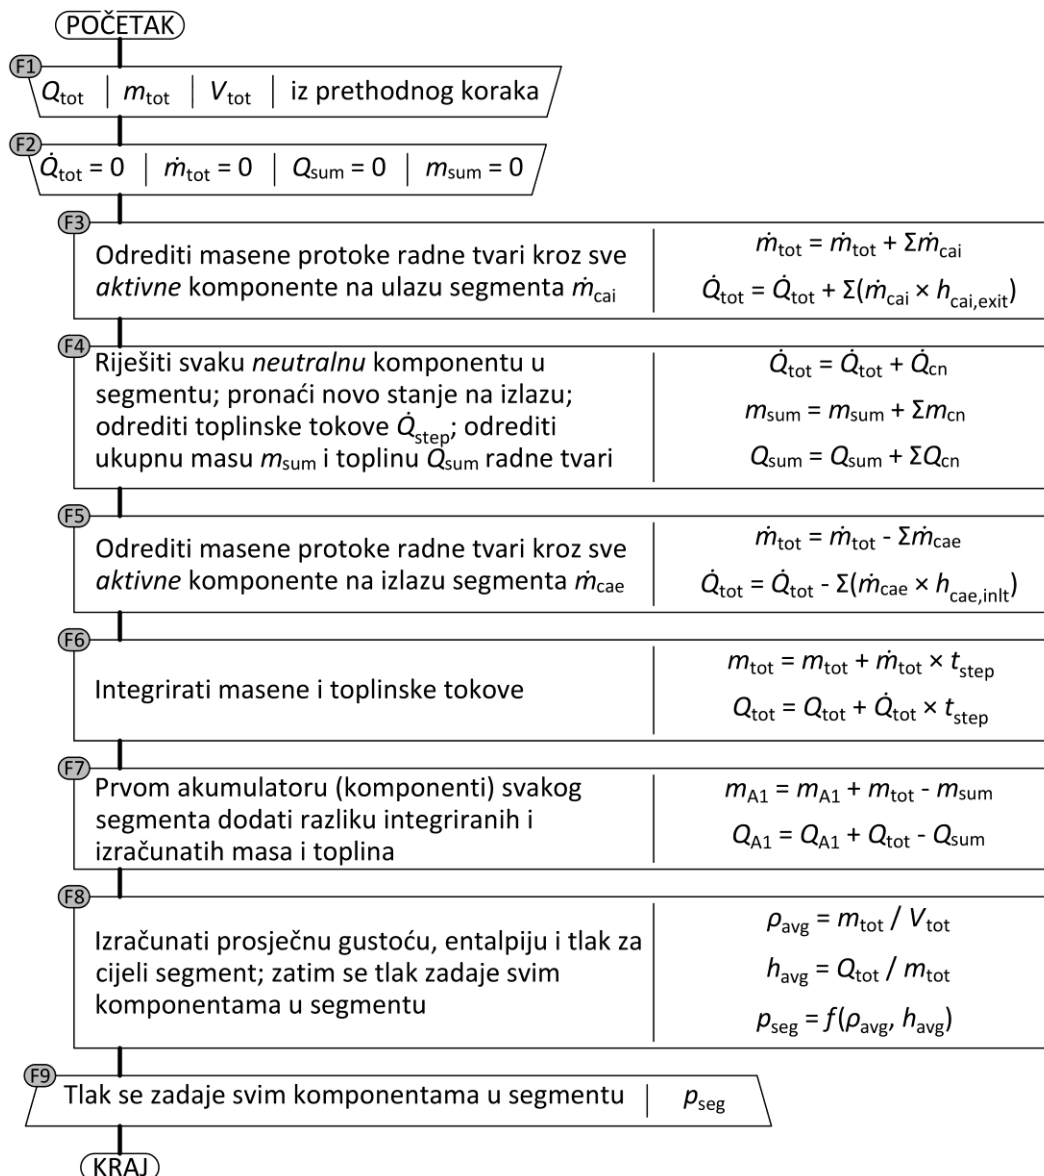 POČETAK
F1
Q_tot | m_tot | V_tot | iz prethodnog koraka
F2
Q̇_tot = 0 | ṁ_tot = 0 | Q_sum = 0 | m_sum = 0
F3
Odrediti masene protoke radne tvari kroz sve
aktivne komponente na ulazu segmenta ṁ_cai
ṁ_tot = ṁ_tot + Σṁ_cai
Q̇_tot = Q̇_tot + Σ(ṁ_cai × h_cai,exit)
F4
Riješiti svaku neutralnu komponentu u
segmentu; pronaći novo stanje na izlazu;
odrediti toplinske tokove Q̇_step; odrediti
ukupnu masu m_sum i toplinu Q_sum radne tvari
Q̇_tot = Q̇_tot + Q̇_cn
m_sum = m_sum + Σm_cn
Q_sum = Q_sum + ΣQ_cn
F5
Odrediti masene protoke radne tvari kroz sve
aktivne komponente na izlazu segmenta ṁ_cae
ṁ_tot = ṁ_tot - Σṁ_cae
Q̇_tot = Q̇_tot - Σ(ṁ_cae × h_cae,inlt)
F6
Integrirati masene i toplinske tokove
m_tot = m_tot + ṁ_tot × t_step
Q_tot = Q_tot + Q̇_tot × t_step
F7
Prvom akumulatoru (komponenti) svakog
segmenta dodati razliku integriranih i
izračunatih masa i toplina
m_A1 = m_A1 + m_tot - m_sum
Q_A1 = Q_A1 + Q_tot - Q_sum
F8
Izračunati prosječnu gustoću, entalpiju i tlak za
cijeli segment; zatim se tlak zadaje svim
komponentama u segmentu
ρ_avg = m_tot / V_tot
h_avg = Q_tot / m_tot
p_seg = f(ρ_avg, h_avg)
F9
Tlak se zadaje svim komponentama u segmentu | p_seg
KRAJ